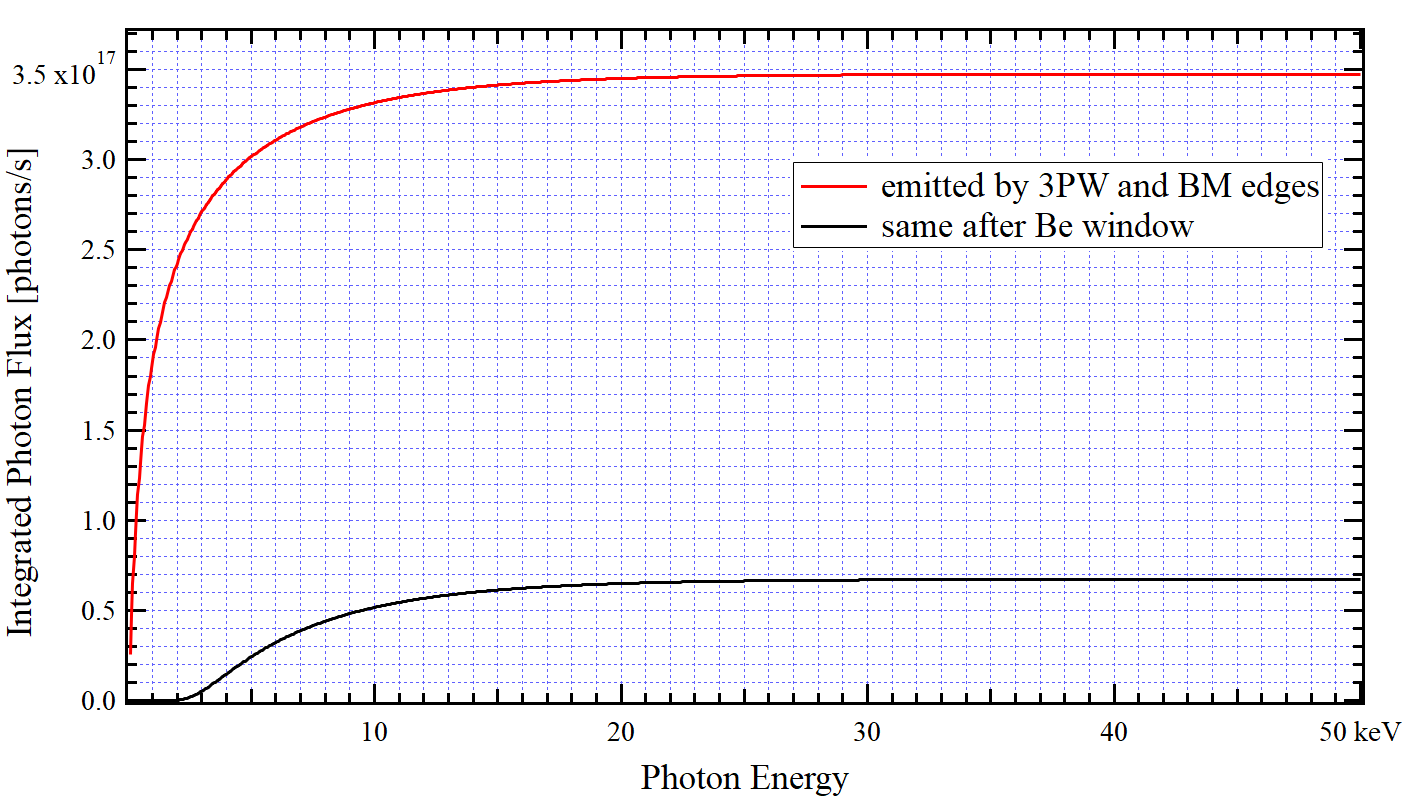 3.5 x10¹⁷
3.0
2.5
2.0
1.5
1.0
0.5
0.0
Integrated Photon Flux [photons/s]
emitted by 3PW and BM edges
same after Be window
10
20
30
40
50 keV
Photon Energy